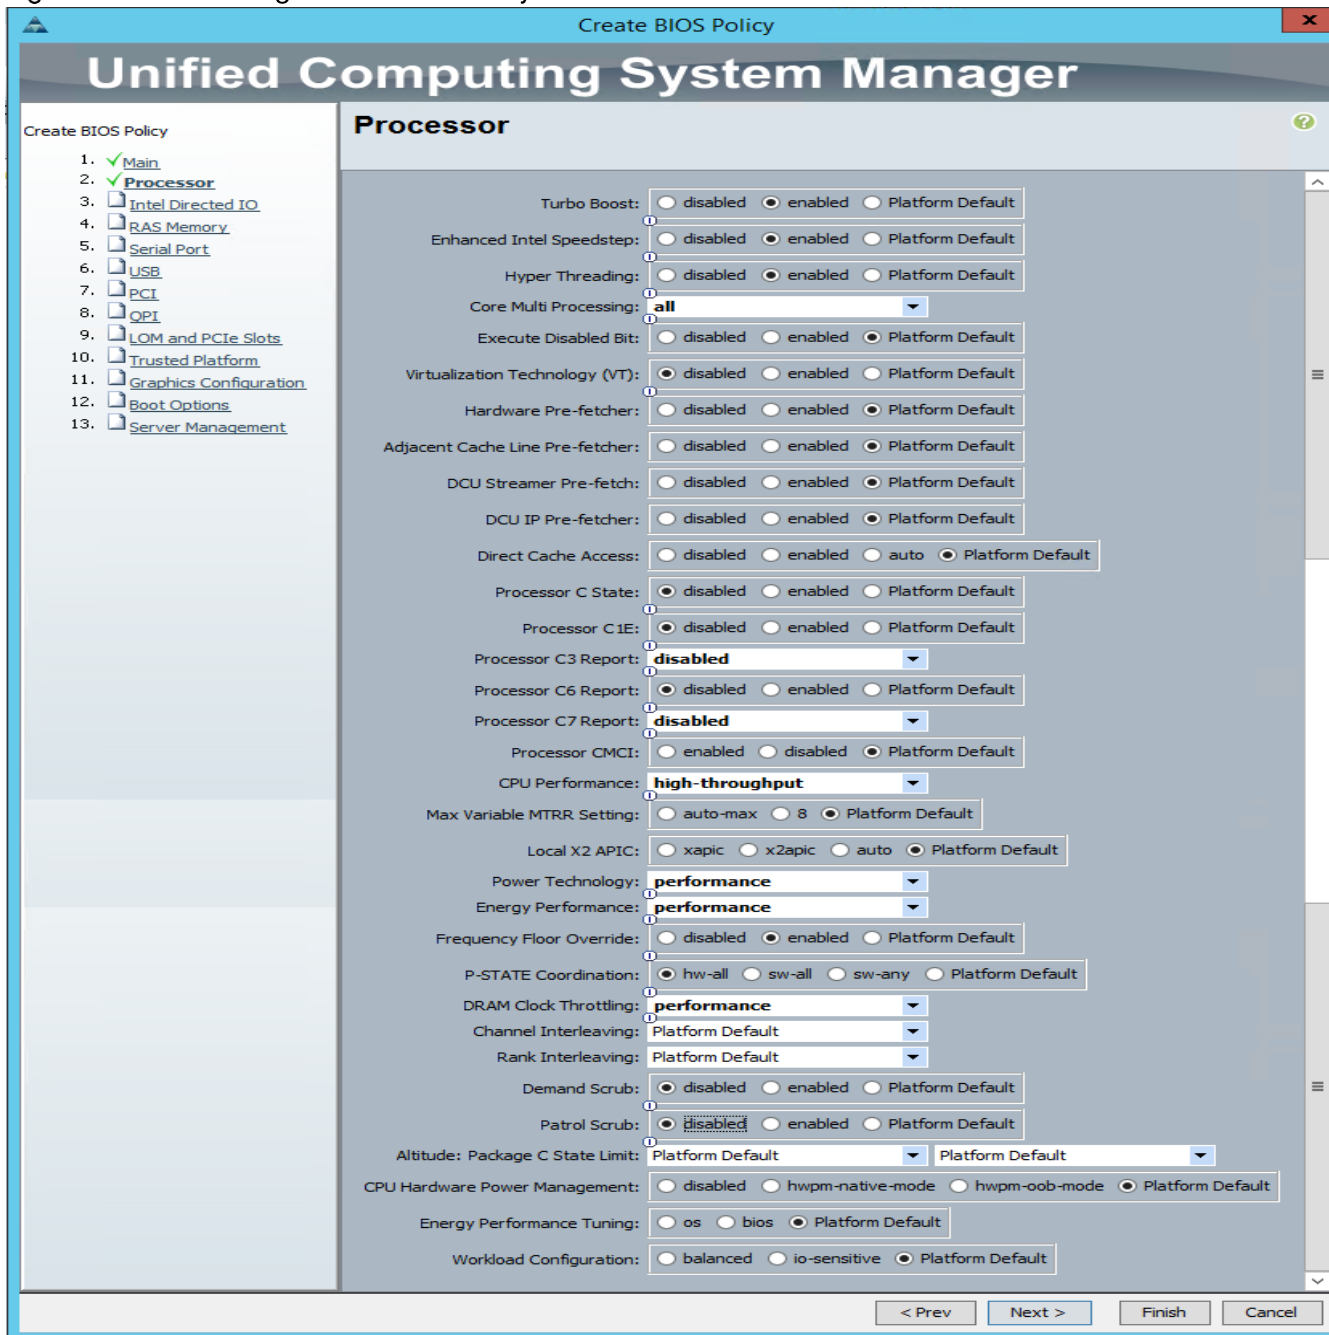 Create BIOS Policy
x
Unified Computing System Manager
Create BIOS Policy
1. Main
2. Processor
3. Intel Directed IO
4. RAS Memory
5. Serial Port
6. USB
7. PCI
8. QPI
9. LOM and PCIe Slots
10. Trusted Platform
11. Graphics Configuration
12. Boot Options
13. Server Management
Processor
?
Turbo Boost: disabled enabled Platform Default
Enhanced Intel Speedstep: disabled enabled Platform Default
Hyper Threading: disabled enabled Platform Default
Core Multi Processing: all
Execute Disabled Bit: disabled enabled Platform Default
Virtualization Technology (VT): disabled enabled Platform Default
Hardware Pre-fetcher: disabled enabled Platform Default
Adjacent Cache Line Pre-fetcher: disabled enabled Platform Default
DCU Streamer Pre-fetch: disabled enabled Platform Default
DCU IP Pre-fetcher: disabled enabled Platform Default
Direct Cache Access: disabled enabled auto Platform Default
Processor C State: disabled enabled Platform Default
Processor C1E: disabled enabled Platform Default
Processor C3 Report: disabled
Processor C6 Report: disabled enabled Platform Default
Processor C7 Report: disabled
Processor CMCI: enabled disabled Platform Default
CPU Performance: high-throughput
Max Variable MTRR Setting: auto-max 8 Platform Default
Local X2 APIC: xapic x2apic auto Platform Default
Power Technology: performance
Energy Performance: performance
Frequency Floor Override: disabled enabled Platform Default
P-STATE Coordination: hw-all sw-all sw-any Platform Default
DRAM Clock Throttling: performance
Channel Interleaving: Platform Default
Rank Interleaving: Platform Default
Demand Scrub: disabled enabled Platform Default
Patrol Scrub: disabled enabled Platform Default
Altitude: Package C State Limit: Platform Default Platform Default
CPU Hardware Power Management: disabled hwpm-native-mode hwpm-oob-mode Platform Default
Energy Performance Tuning: os bios Platform Default
Workload Configuration: balanced io-sensitive Platform Default
< Prev Next > Finish Cancel